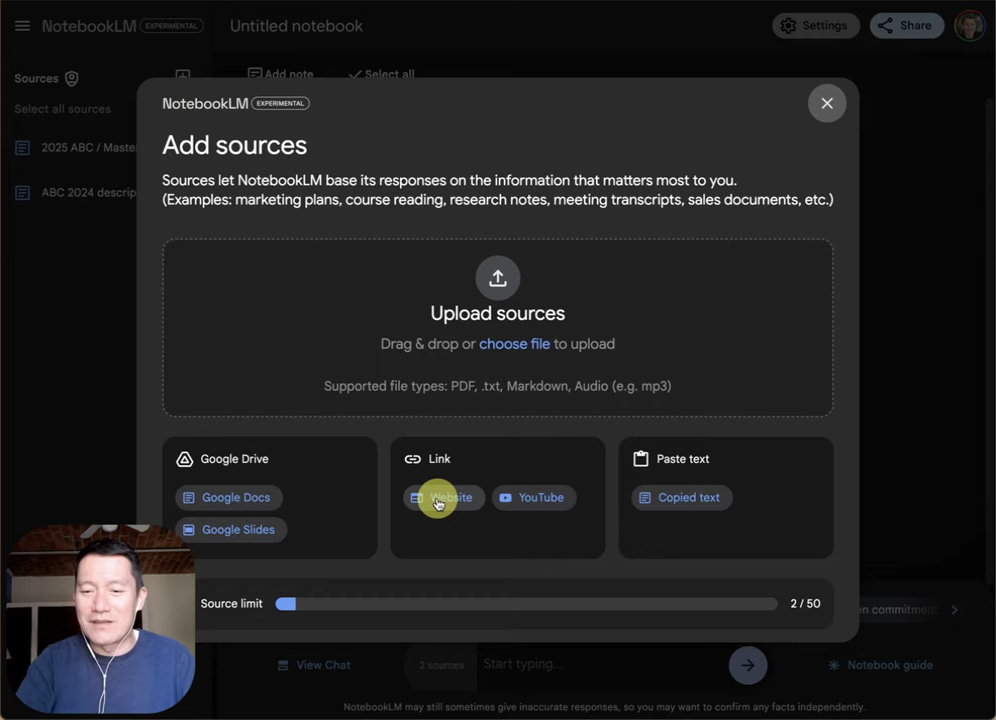 NotebookLM EXPERIMENTAL
Untitled notebook
Settings
Share
Sources
Add note
Select all
Select all sources
2025 ABC / Maste
ABC 2024 descrip
NotebookLM EXPERIMENTAL
Add sources
Sources let NotebookLM base its responses on the information that matters most to you.
(Examples: marketing plans, course reading, research notes, meeting transcripts, sales documents, etc.)
Upload sources
Drag & drop or choose file to upload
Supported file types: PDF, .txt, Markdown, Audio (e.g. mp3)
Google Drive
Google Docs
Google Slides
Link
Website
YouTube
Paste text
Copied text
Source limit
2 / 50
en commitment
View Chat
2 sources
Start typing...
Notebook guide
NotebookLM may still sometimes give inaccurate responses, so you may want to confirm any facts independently.